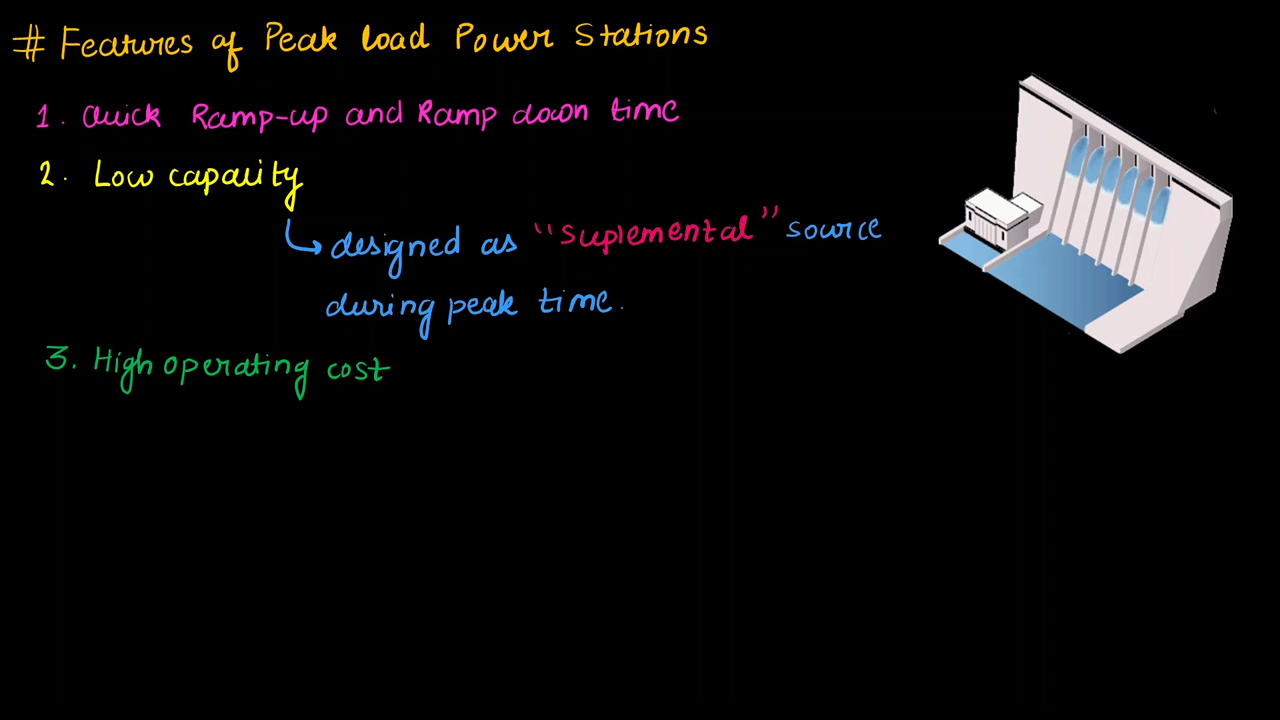 # Features of Peak load Power Stations
1. Quick Ramp-up and Ramp down time
2. Low capacity
designed as "suplemental" source
during peak time.
3. High operating cost